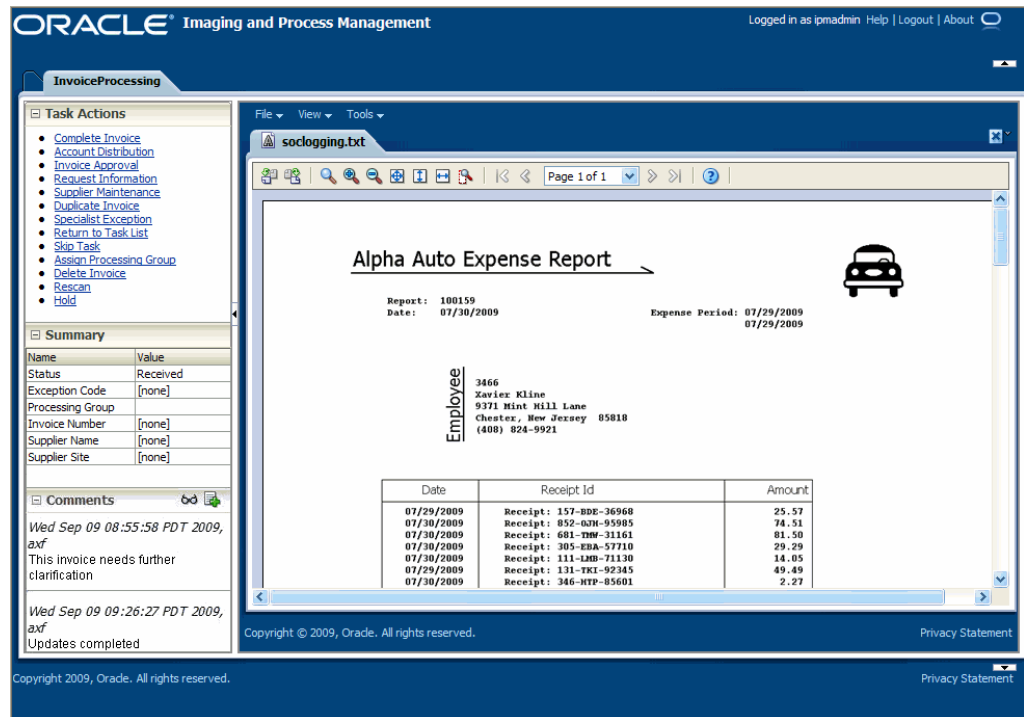 ORACLE® Imaging and Process Management
Logged in as ipmadmin Help | Logout | About
InvoiceProcessing
Task Actions
Complete Invoice
Account Distribution
Invoice Approval
Request Information
Supplier Maintenance
Duplicate Invoice
Specialist Exception
Return to Task List
Skip Task
Assign Processing Group
Delete Invoice
Rescan
Hold
Summary
Name Value
Status Received
Exception Code [none]
Processing Group
Invoice Number [none]
Supplier Name [none]
Supplier Site [none]
Comments
Wed Sep 09 08:55:58 PDT 2009,
axf
This invoice needs further
clarification
Wed Sep 09 09:26:27 PDT 2009,
axf
Updates completed
File View Tools
soclogging.txt
Page 1 of 1
Alpha Auto Expense Report
Report: 100159
Date: 07/30/2009
Expense Period: 07/29/2009
07/29/2009
Employee
3466
Xavier Kline
9371 Mint Hill Lane
Chester, New Jersey 85818
(408) 824-9921
Date Receipt Id Amount
07/29/2009 Receipt: 157-BDE-36968 25.57
07/30/2009 Receipt: 852-OJH-95985 74.51
07/30/2009 Receipt: 681-TMW-31161 81.50
07/30/2009 Receipt: 305-EBA-57710 29.29
07/30/2009 Receipt: 111-LMB-71130 14.05
07/29/2009 Receipt: 131-TKI-92345 49.49
07/30/2009 Receipt: 346-MTP-85601 2.27
Copyright © 2009, Oracle. All rights reserved.
Privacy Statement
Copyright 2009, Oracle. All rights reserved.
Privacy Statement